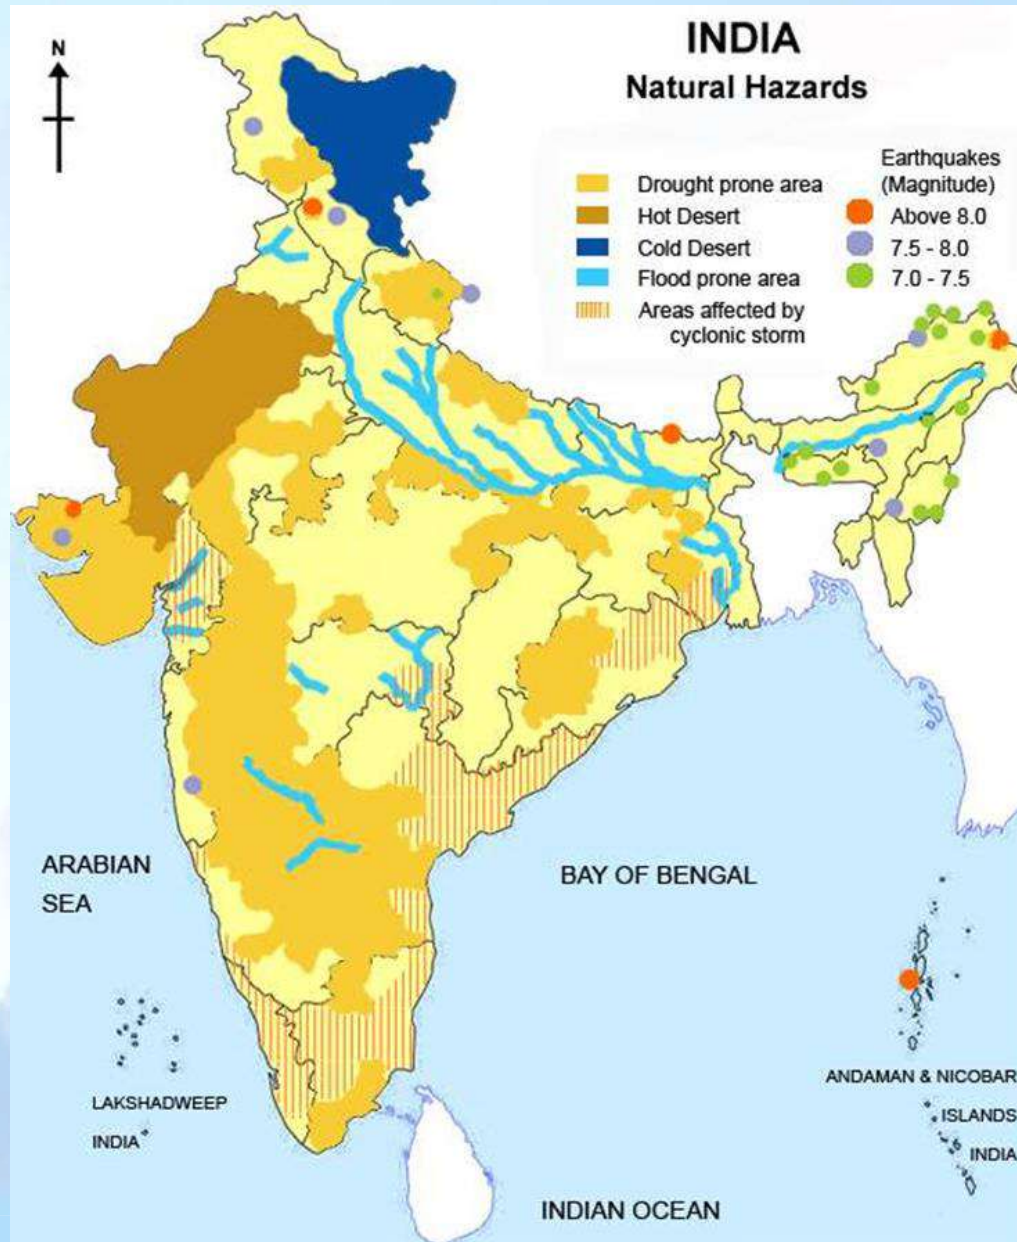 INDIA
Natural Hazards
N
Drought prone area
Hot Desert
Cold Desert
Flood prone area
Areas affected by
cyclonic storm
Earthquakes
(Magnitude)
Above 8.0
7.5 - 8.0
7.0 - 7.5
ARABIAN
SEA
BAY OF BENGAL
LAKSHADWEEP
INDIA
ANDAMAN & NICOBAR
ISLANDS
INDIA
INDIAN OCEAN